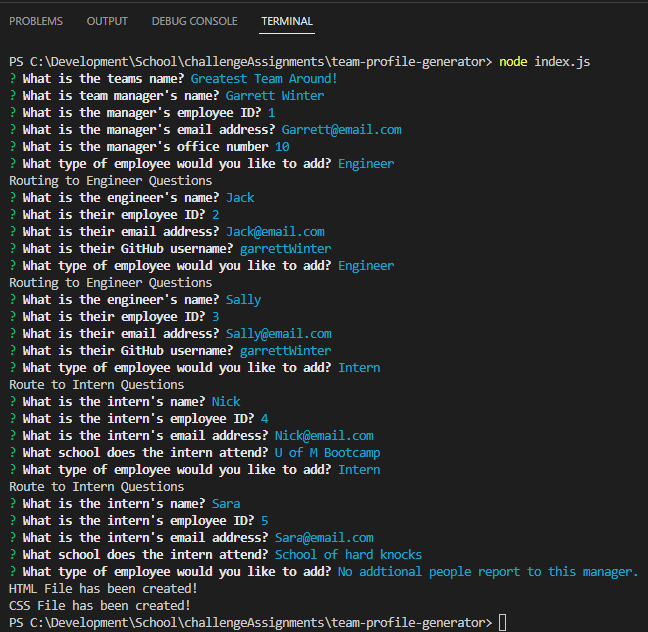 PROBLEMS OUTPUT DEBUG CONSOLE TERMINAL
PS C:\Development\School\challengeAssignments\team-profile-generator> node index.js
? What is the teams name? Greatest Team Around!
? What is team manager's name? Garrett Winter
? What is the manager's employee ID? 1
? What is the manager's email address? Garrett@email.com
? What is the manager's office number 10
? What type of employee would you like to add? Engineer
Routing to Engineer Questions
? What is the engineer's name? Jack
? What is their employee ID? 2
? What is their email address? Jack@email.com
? What is their GitHub username? garrettWinter
? What type of employee would you like to add? Engineer
Routing to Engineer Questions
? What is the engineer's name? Sally
? What is their employee ID? 3
? What is their email address? Sally@email.com
? What is their GitHub username? garrettWinter
? What type of employee would you like to add? Intern
Route to Intern Questions
? What is the intern's name? Nick
? What is the intern's employee ID? 4
? What is the intern's email address? Nick@email.com
? What school does the intern attend? U of M Bootcamp
? What type of employee would you like to add? Intern
Route to Intern Questions
? What is the intern's name? Sara
? What is the intern's employee ID? 5
? What is the intern's email address? Sara@email.com
? What school does the intern attend? School of hard knocks
? What type of employee would you like to add? No addtional people report to this manager.
HTML File has been created!
CSS File has been created!
PS C:\Development\School\challengeAssignments\team-profile-generator>